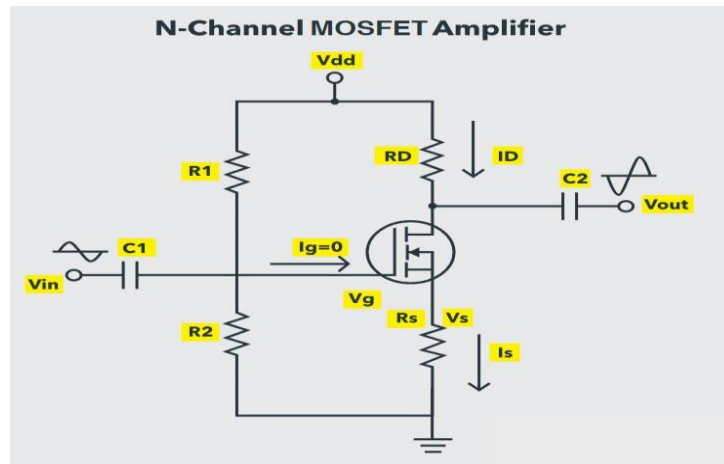 N-Channel MOSFET Amplifier
Vdd
R1
RD
ID
C2
Vout
C1
Ig=0
Vin
Vg
R2
Rs
Vs
Is